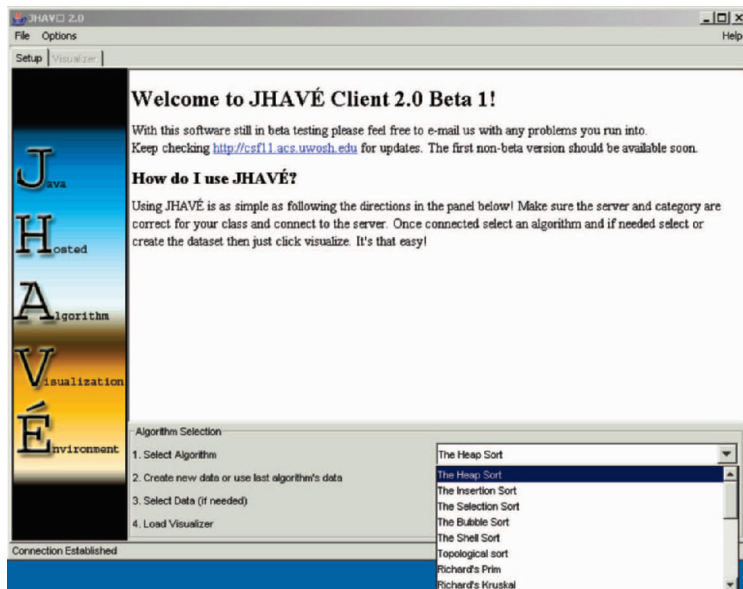 JHAV□ 2.0
File Options Help
Setup Visualizer
Java
Hosted
Algorithm
Visualization
Environment
Welcome to JHAVÉ Client 2.0 Beta 1!
With this software still in beta testing please feel free to e-mail us with any problems you run into.
Keep checking http://csf11.acs.uwosh.edu for updates. The first non-beta version should be available soon.
How do I use JHAVÉ?
Using JHAVÉ is as simple as following the directions in the panel below! Make sure the server and category are
correct for your class and connect to the server. Once connected select an algorithm and if needed select or
create the dataset then just click visualize. It's that easy!
Algorithm Selection
1. Select Algorithm
The Heap Sort
2. Create new data or use last algorithm's data
3. Select Data (if needed)
4. Load Visualizer
The Heap Sort
The Insertion Sort
The Selection Sort
The Bubble Sort
The Shell Sort
Topological sort
Richard's Prim
Richard's Kruskal
Connection Established